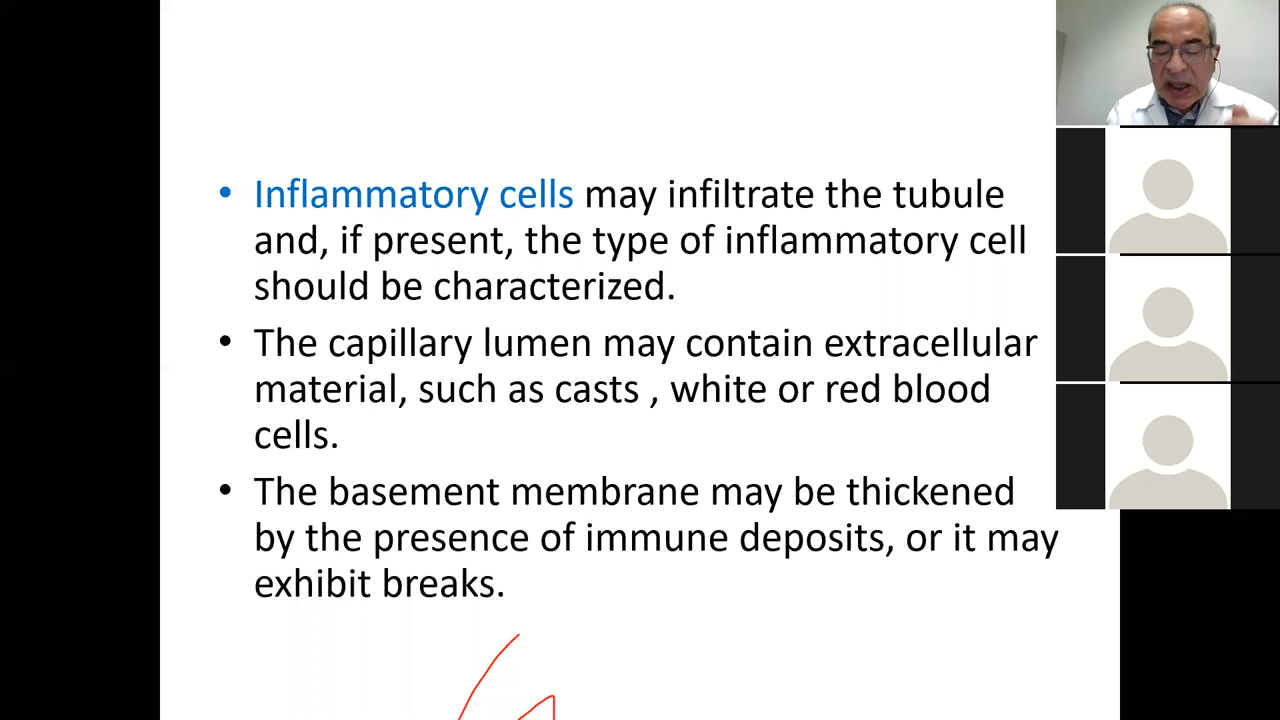 • Inflammatory cells may infiltrate the tubule
and, if present, the type of inflammatory cell
should be characterized.
• The capillary lumen may contain extracellular
material, such as casts , white or red blood
cells.
• The basement membrane may be thickened
by the presence of immune deposits, or it may
exhibit breaks.